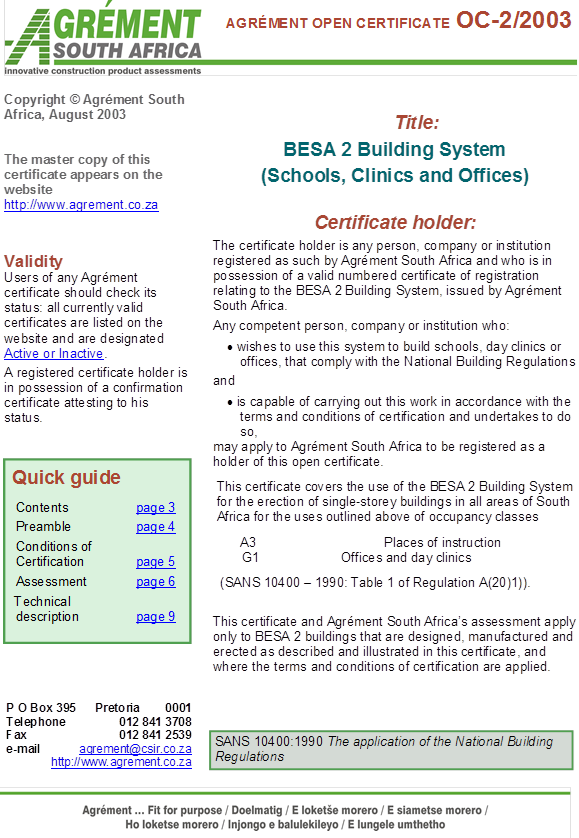 AGRÉMENT
SOUTH AFRICA
innovative construction product assessments
AGRÉMENT OPEN CERTIFICATE OC-2/2003
Copyright © Agrément South
Africa, August 2003
The master copy of this
certificate appears on the
website
http://www.agrement.co.za
Validity
Users of any Agrément
certificate should check its
status: all currently valid
certificates are listed on the
website and are designated
Active or Inactive.
A registered certificate holder is
in possession of a confirmation
certificate attesting to his
status.
Quick guide
Contents page 3
Preamble page 4
Conditions of
Certification page 5
Assessment page 6
Technical
description page 9
P O Box 395 Pretoria 0001
Telephone 012 841 3708
Fax 012 841 2539
e-mail agrement@csir.co.za
http://www.agrement.co.za
Title:
BESA 2 Building System
(Schools, Clinics and Offices)
Certificate holder:
The certificate holder is any person, company or institution
registered as such by Agrément South Africa and who is in
possession of a valid numbered certificate of registration
relating to the BESA 2 Building System, issued by Agrément
South Africa.
Any competent person, company or institution who:
• wishes to use this system to build schools, day clinics or
offices, that comply with the National Building Regulations
and
• is capable of carrying out this work in accordance with the
terms and conditions of certification and undertakes to do
so,
may apply to Agrément South Africa to be registered as a
holder of this open certificate.
This certificate covers the use of the BESA 2 Building System
for the erection of single-storey buildings in all areas of South
Africa for the uses outlined above of occupancy classes
A3 Places of instruction
G1 Offices and day clinics
(SANS 10400 – 1990: Table 1 of Regulation A(20)1)).
This certificate and Agrément South Africa's assessment apply
only to BESA 2 buildings that are designed, manufactured and
erected as described and illustrated in this certificate, and
where the terms and conditions of certification are applied.
SANS 10400:1990 The application of the National Building
Regulations
Agrément ... Fit for purpose / Doelmatig / E loketše morero / E siametse morero /
Ho loketse morero / Injongo e balulekileyo / E lungele umthetho